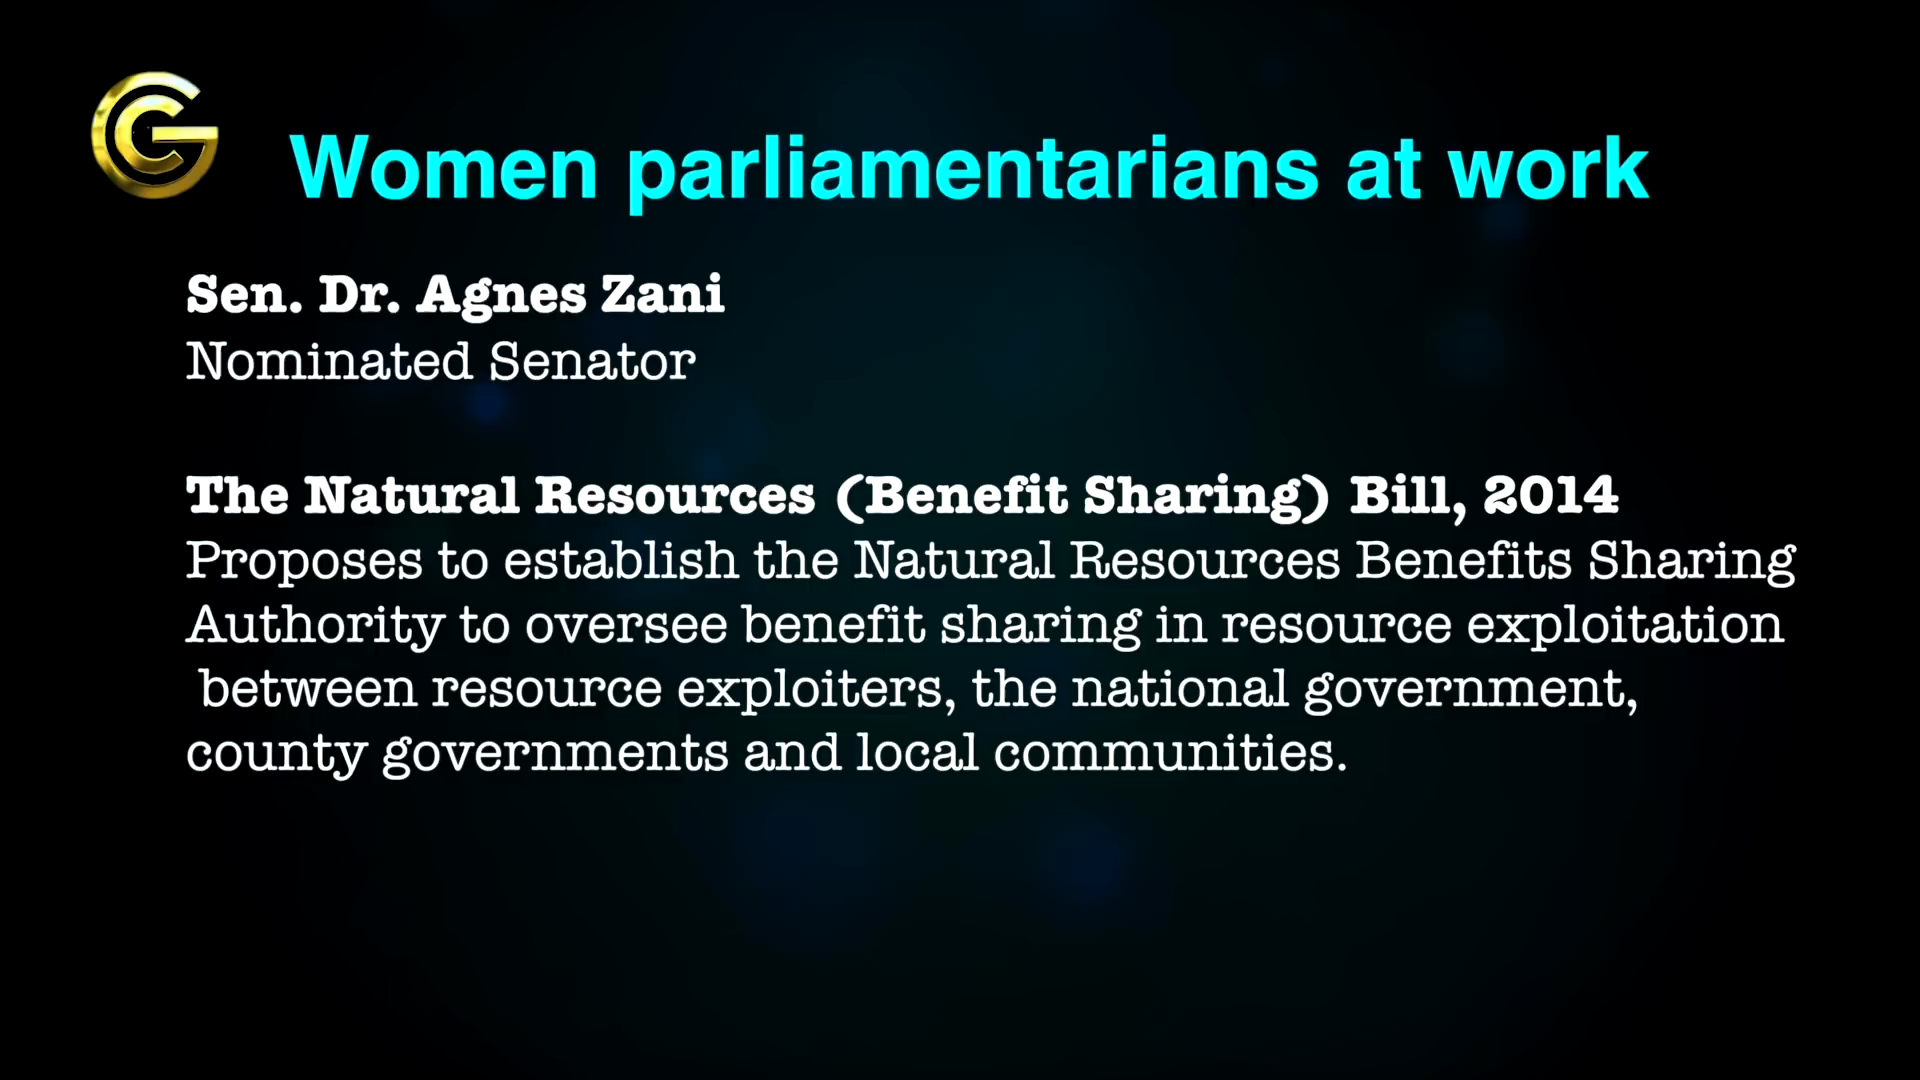 Women parliamentarians at work
Sen. Dr. Agnes Zani
Nominated Senator
The Natural Resources (Benefit Sharing) Bill, 2014
Proposes to establish the Natural Resources Benefits Sharing
Authority to oversee benefit sharing in resource exploitation
between resource exploiters, the national government,
county governments and local communities.